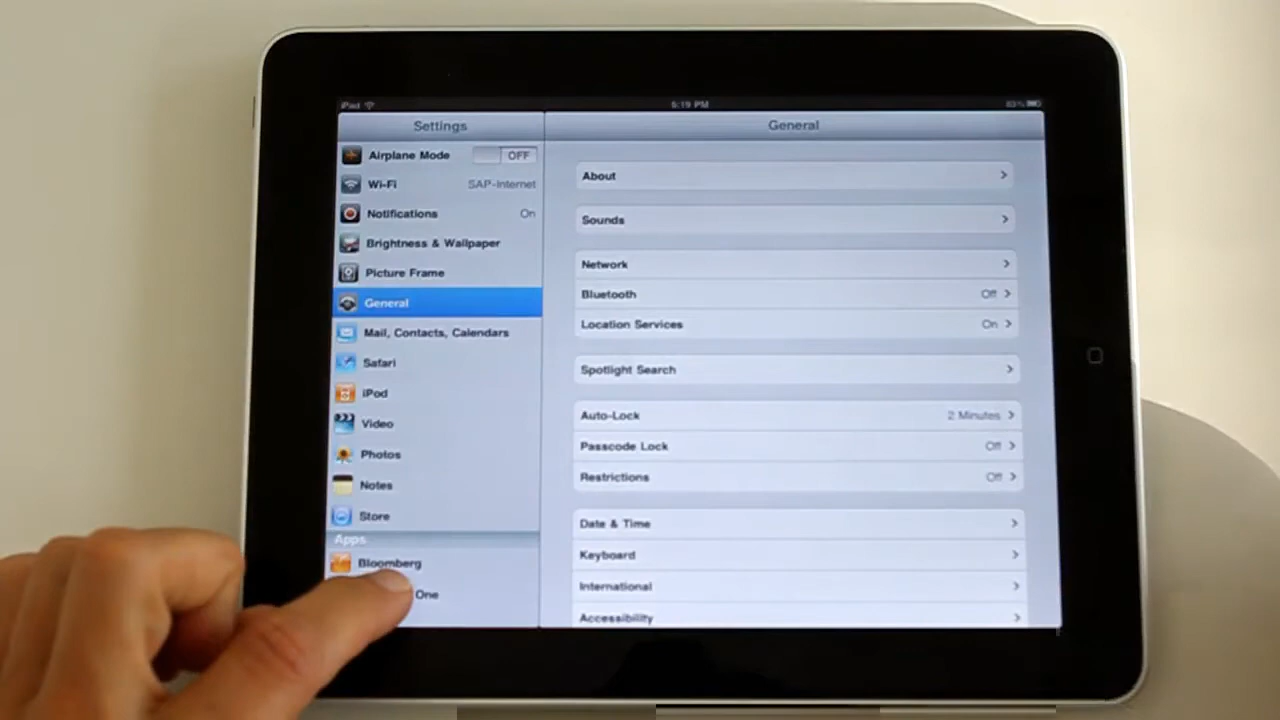 iPad 5:19 PM 83%
Settings
Airplane Mode OFF
Wi-Fi SAP-Internet
Notifications On
Brightness & Wallpaper
Picture Frame
General
Mail, Contacts, Calendars
Safari
iPod
Video
Photos
Notes
Store
Apps
Bloomberg
One
General
About
Sounds
Network
Bluetooth Off
Location Services On
Spotlight Search
Auto-Lock 2 Minutes
Passcode Lock Off
Restrictions Off
Date & Time
Keyboard
International
Accessibility